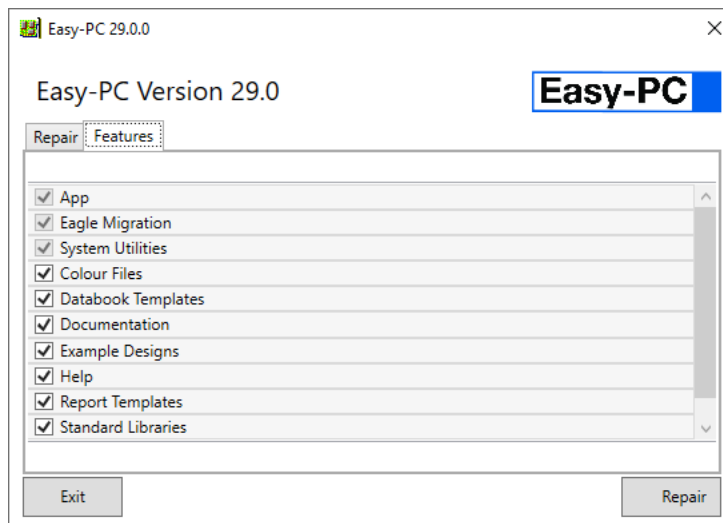 Easy-PC 29.0.0
Easy-PC Version 29.0
Easy-PC
Repair Features
App
Eagle Migration
System Utilities
Colour Files
Databook Templates
Documentation
Example Designs
Help
Report Templates
Standard Libraries
Exit Repair